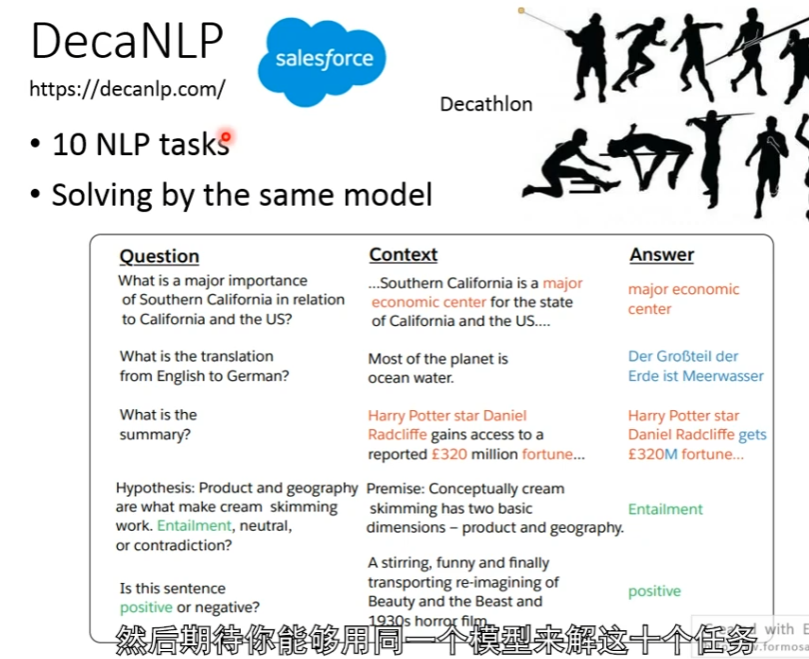 DecaNLP
salesforce
https://decanlp.com/
Decathlon
• 10 NLP tasks
• Solving by the same model
Question Context Answer
What is a major importance
of Southern California in relation
to California and the US?
...Southern California is a major
economic center for the state
of California and the US....
major economic
center
What is the translation
from English to German?
Most of the planet is
ocean water.
Der Großteil der
Erde ist Meerwasser
What is the
summary?
Harry Potter star Daniel
Radcliffe gains access to a
reported £320 million fortune...
Harry Potter star
Daniel Radcliffe gets
£320M fortune...
Hypothesis: Product and geography
are what make cream skimming
work. Entailment, neutral,
or contradiction?
Premise: Conceptually cream
skimming has two basic
dimensions – product and geography.
Entailment
Is this sentence
positive or negative?
A stirring, funny and finally
transporting re-imagining of
Beauty and the Beast and
1930s horror film
positive
然后期待你能够用同一个模型来解这十个任务
with